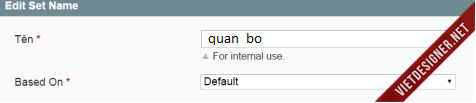 Edit Set Name
Tên *
quan bo
▲ For internal use.
Based On *
Default
VIETDESIGNER.NET